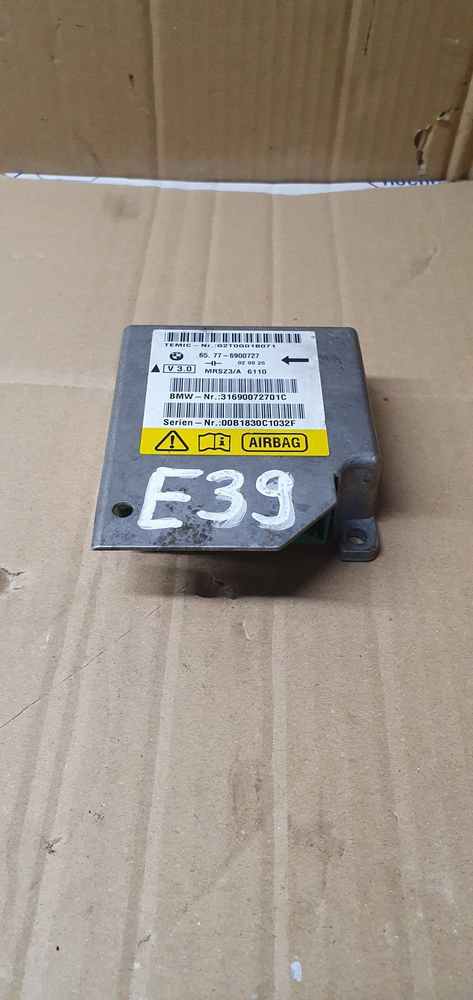 TEMIC-Nr.:G2T0G01B071
65. 77-6900727
02 00 26
V 3.0
MRSZ3/A 6110
BMW-Nr.:31690072701C
Serien-Nr.:00B1830C1032F
AIRBAG
E39